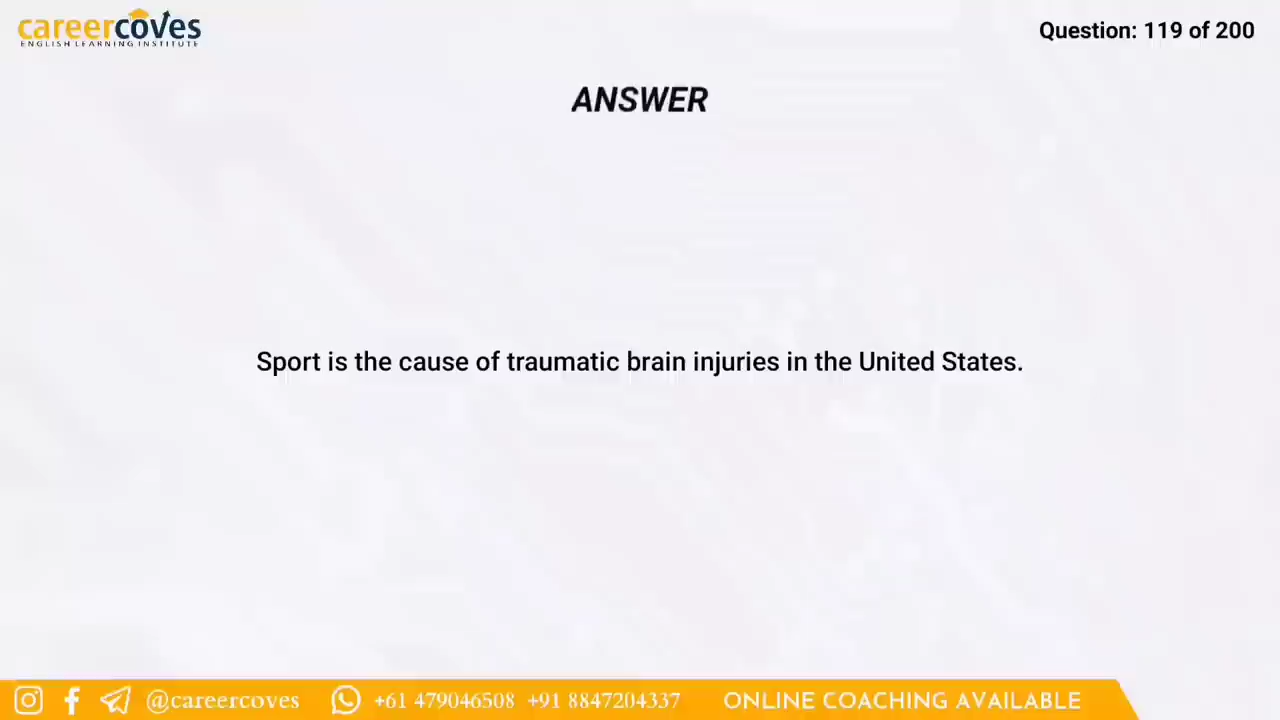 careercoves
ENGLISH LEARNING INSTITUTE
Question: 119 of 200
ANSWER
Sport is the cause of traumatic brain injuries in the United States.
@careercoves +61 479046508 +91 8847204337 ONLINE COACHING AVAILABLE